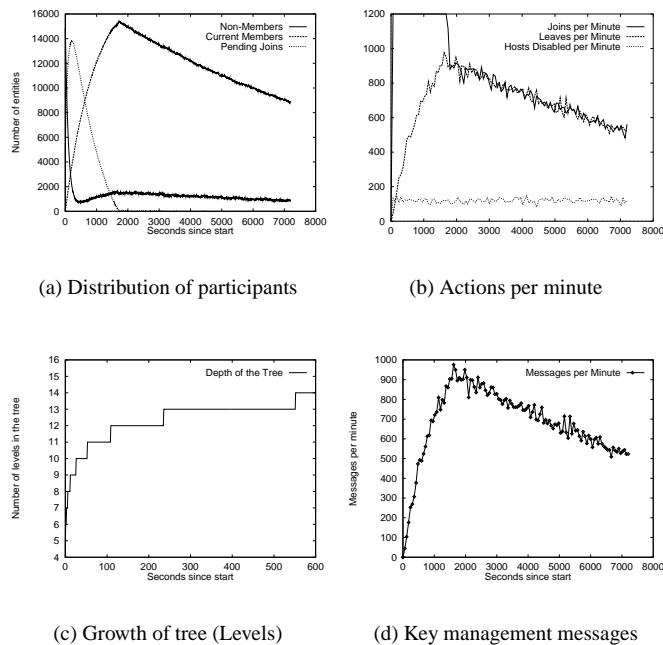 16000
14000
12000
10000
8000
6000
4000
2000
0
Number of entities
Non-Members
Current Members
Pending Joins
0 1000 2000 3000 4000 5000 6000 7000 8000
Seconds since start
(a) Distribution of participants
1200
1000
800
600
400
200
0
Joins per Minute
Leaves per Minute
Hosts Disabled per Minute
0 1000 2000 3000 4000 5000 6000 7000 8000
Seconds since start
(b) Actions per minute
16
15
14
13
12
11
10
9
8
7
6
5
4
Number of levels in the tree
Depth of the Tree
0 100 200 300 400 500 600
Seconds since start
(c) Growth of tree (Levels)
1000
900
800
700
600
500
400
300
200
100
0
Messages per minute
Messages per Minute
0 1000 2000 3000 4000 5000 6000 7000 8000
Seconds since start
(d) Key management messages